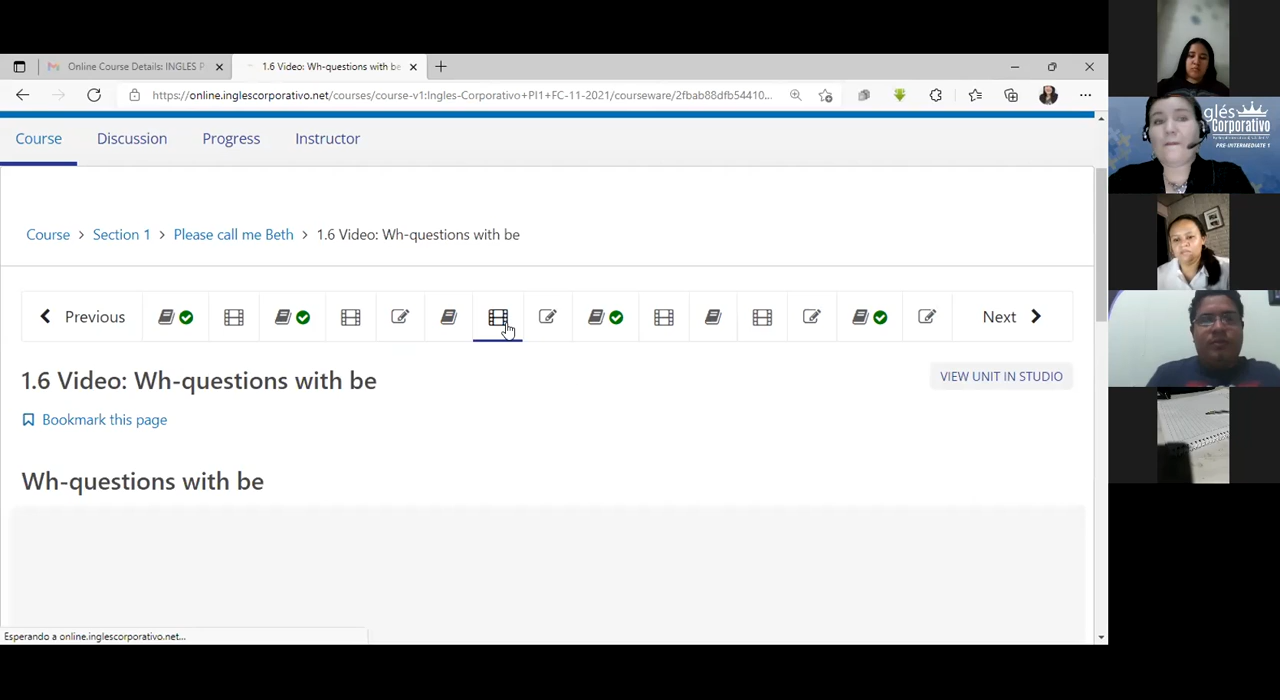 Online Course Details: INGLES P
1.6 Video: Wh-questions with be
https://online.inglescorporativo.net/courses/course-v1:Ingles-Corporativo+PI1+FC-11-2021/courseware/2fbab88dfb54410...
Course
Discussion
Progress
Instructor
Course > Section 1 > Please call me Beth > 1.6 Video: Wh-questions with be
Previous
Next
1.6 Video: Wh-questions with be
VIEW UNIT IN STUDIO
Bookmark this page
Wh-questions with be
Esperando a online.inglescorporativo.net...
glés
Corporativo
PRE-INTERMEDIATE 1